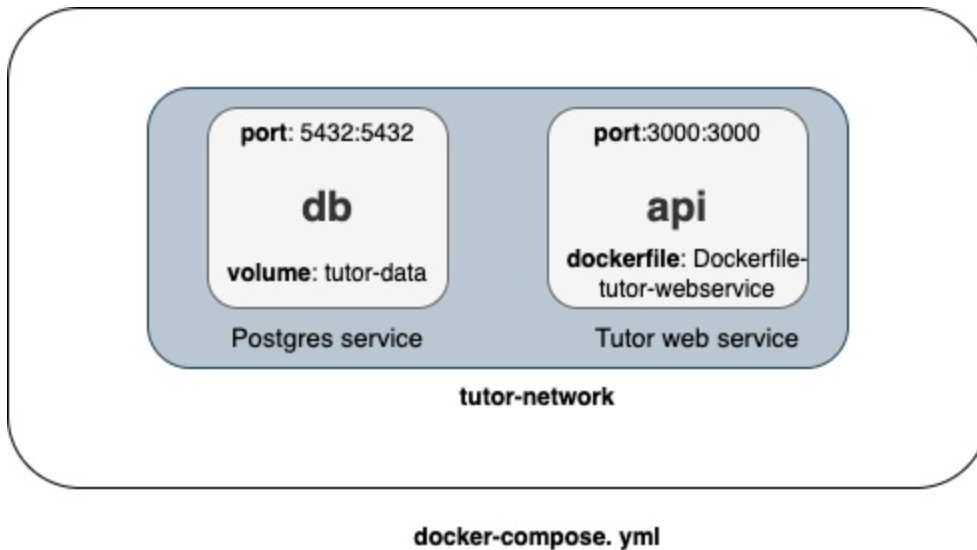 port: 5432:5432
db
volume: tutor-data
Postgres service
port:3000:3000
api
dockerfile: Dockerfile-
tutor-webservice
Tutor web service
tutor-network
docker-compose. yml